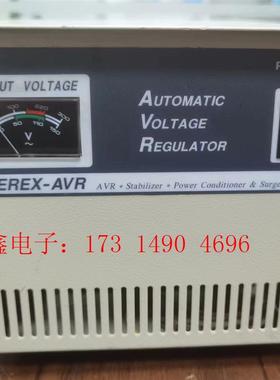 UT VOLTAGE
AUTOMATIC
VOLTAGE
REGULATOR
EREX-AVR
AVR • Stabilizer • Power Conditioner & Surge
鑫电子：173 1490 4696